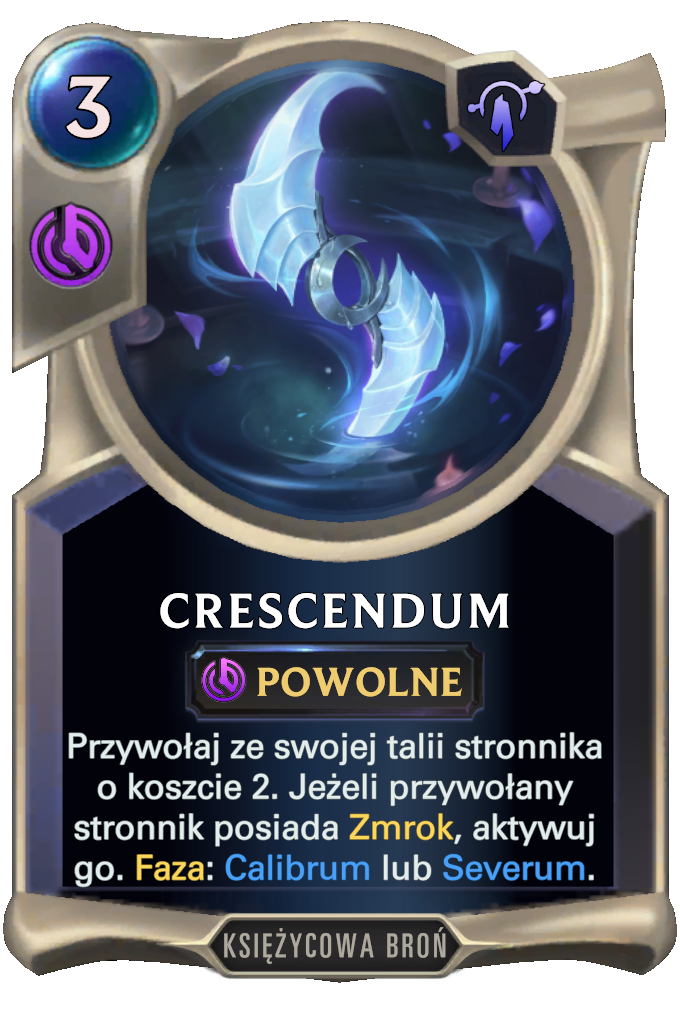 3
CRESCENDUM
POWOLNE
Przywołaj ze swojej talii stronnika
o koszcie 2. Jeżeli przywołany
stronnik posiada Zmrok, aktywuj
go. Faza: Calibrum lub Severum.
KSIĘŻYCOWA BROŃ